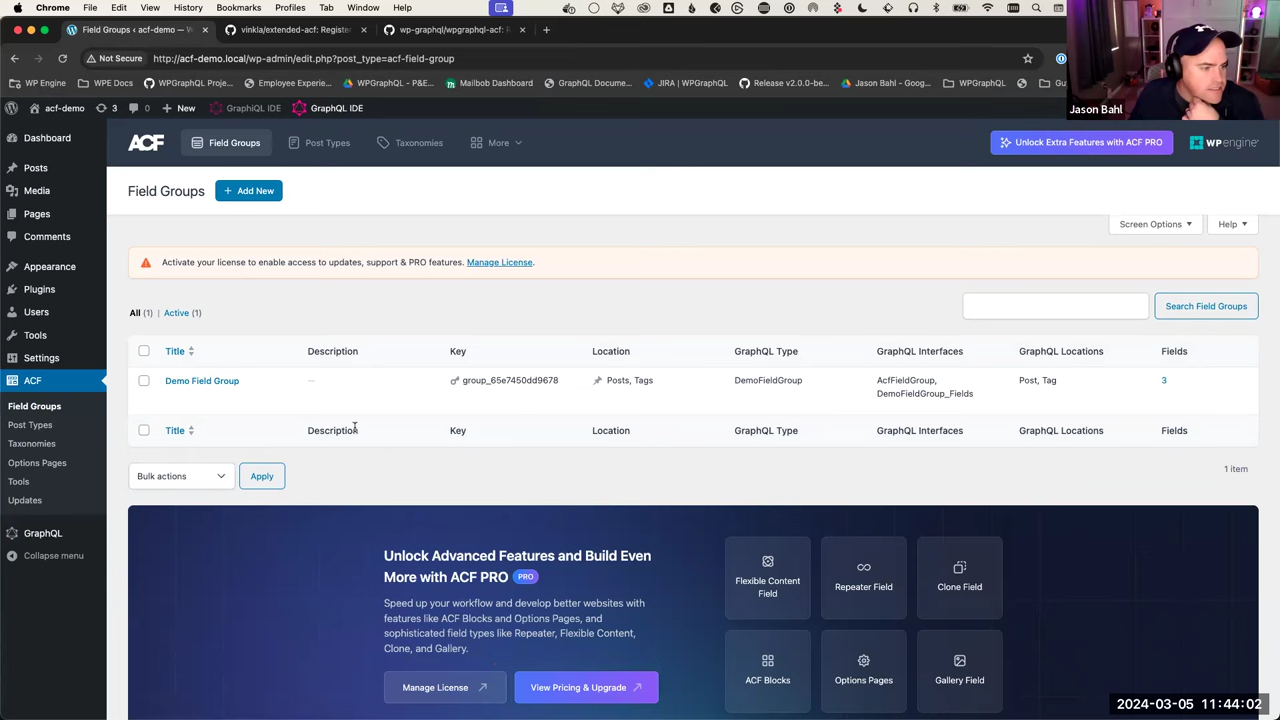 Chrome File Edit View History Bookmarks Profiles Tab Window Help
Field Groups ‹ acf-demo — W
vinkla/extended-acf: Register
wp-graphql/wpgraphql-acf: R
Not Secure http://acf-demo.local/wp-admin/edit.php?post_type=acf-field-group
WP Engine WPE Docs WPGraphQL Proje... Employee Experien... WPGraphQL - P&E... Mailbob Dashboard GraphQL Docume... JIRA | WPGraphQL Release v2.0.0-be... Jason Bahl - Goog... WPGraphQL
Jason Bahl
acf-demo 3 0 New GraphiQL IDE GraphQL IDE
Dashboard
Posts
Media
Pages
Comments
Appearance
Plugins
Users
Tools
Settings
ACF
Field Groups
Post Types
Taxonomies
Options Pages
Tools
Updates
GraphQL
Collapse menu
ACF Field Groups Post Types Taxonomies More Unlock Extra Features with ACF PRO wpengine
Field Groups + Add New
Screen Options Help
Activate your license to enable access to updates, support & PRO features. Manage License.
All (1) | Active (1)
Search Field Groups
Title Description Key Location GraphQL Type GraphQL Interfaces GraphQL Locations Fields
Demo Field Group — group_65e7450dd9678 Posts, Tags DemoFieldGroup AcfFieldGroup, Post, Tag 3
DemoFieldGroup_Fields
Title Description Key Location GraphQL Type GraphQL Interfaces GraphQL Locations Fields
Bulk actions Apply
1 item
Unlock Advanced Features and Build Even
More with ACF PRO PRO
Speed up your workflow and develop better websites with
features like ACF Blocks and Options Pages, and
sophisticated field types like Repeater, Flexible Content,
Clone, and Gallery.
Manage License View Pricing & Upgrade
Flexible Content
Field
Repeater Field
Clone Field
ACF Blocks
Options Pages
Gallery Field
2024-03-05 11:44:02